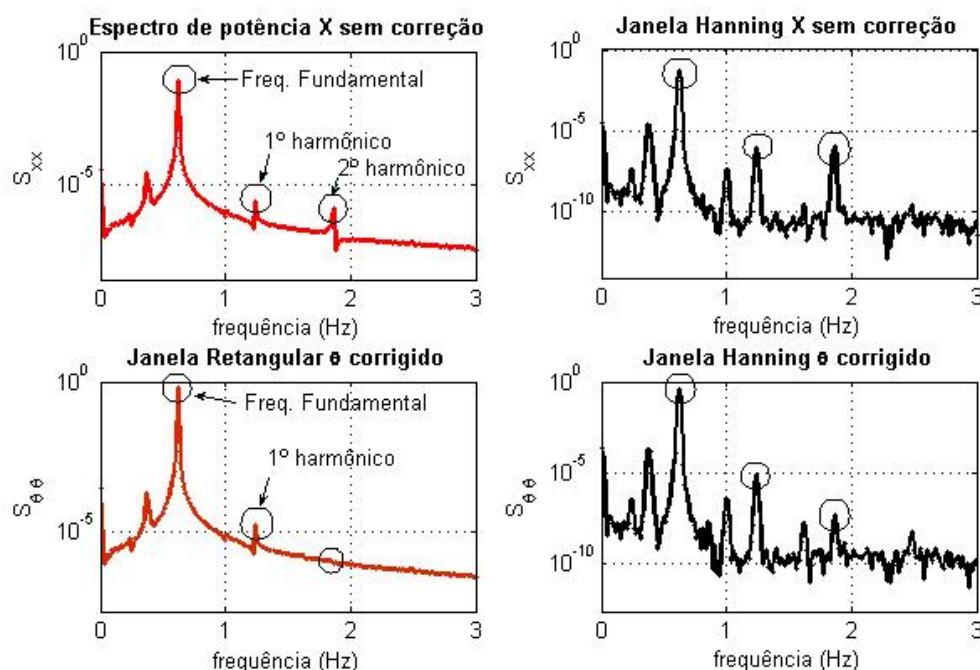 Espectro de potência X sem correção
10^0
10^-5
S_xx
Freq. Fundamental
1º harmônico
2º harmônico
0 1 2 3
frequência (Hz)
Janela Hanning X sem correção
10^0
10^-5
10^-10
S_xx
0 1 2 3
frequência (Hz)
Janela Retangular θ corrigido
10^0
10^-5
S_θθ
Freq. Fundamental
1º harmônico
0 1 2 3
frequência (Hz)
Janela Hanning θ corrigido
10^0
10^-5
10^-10
S_θθ
0 1 2 3
frequência (Hz)